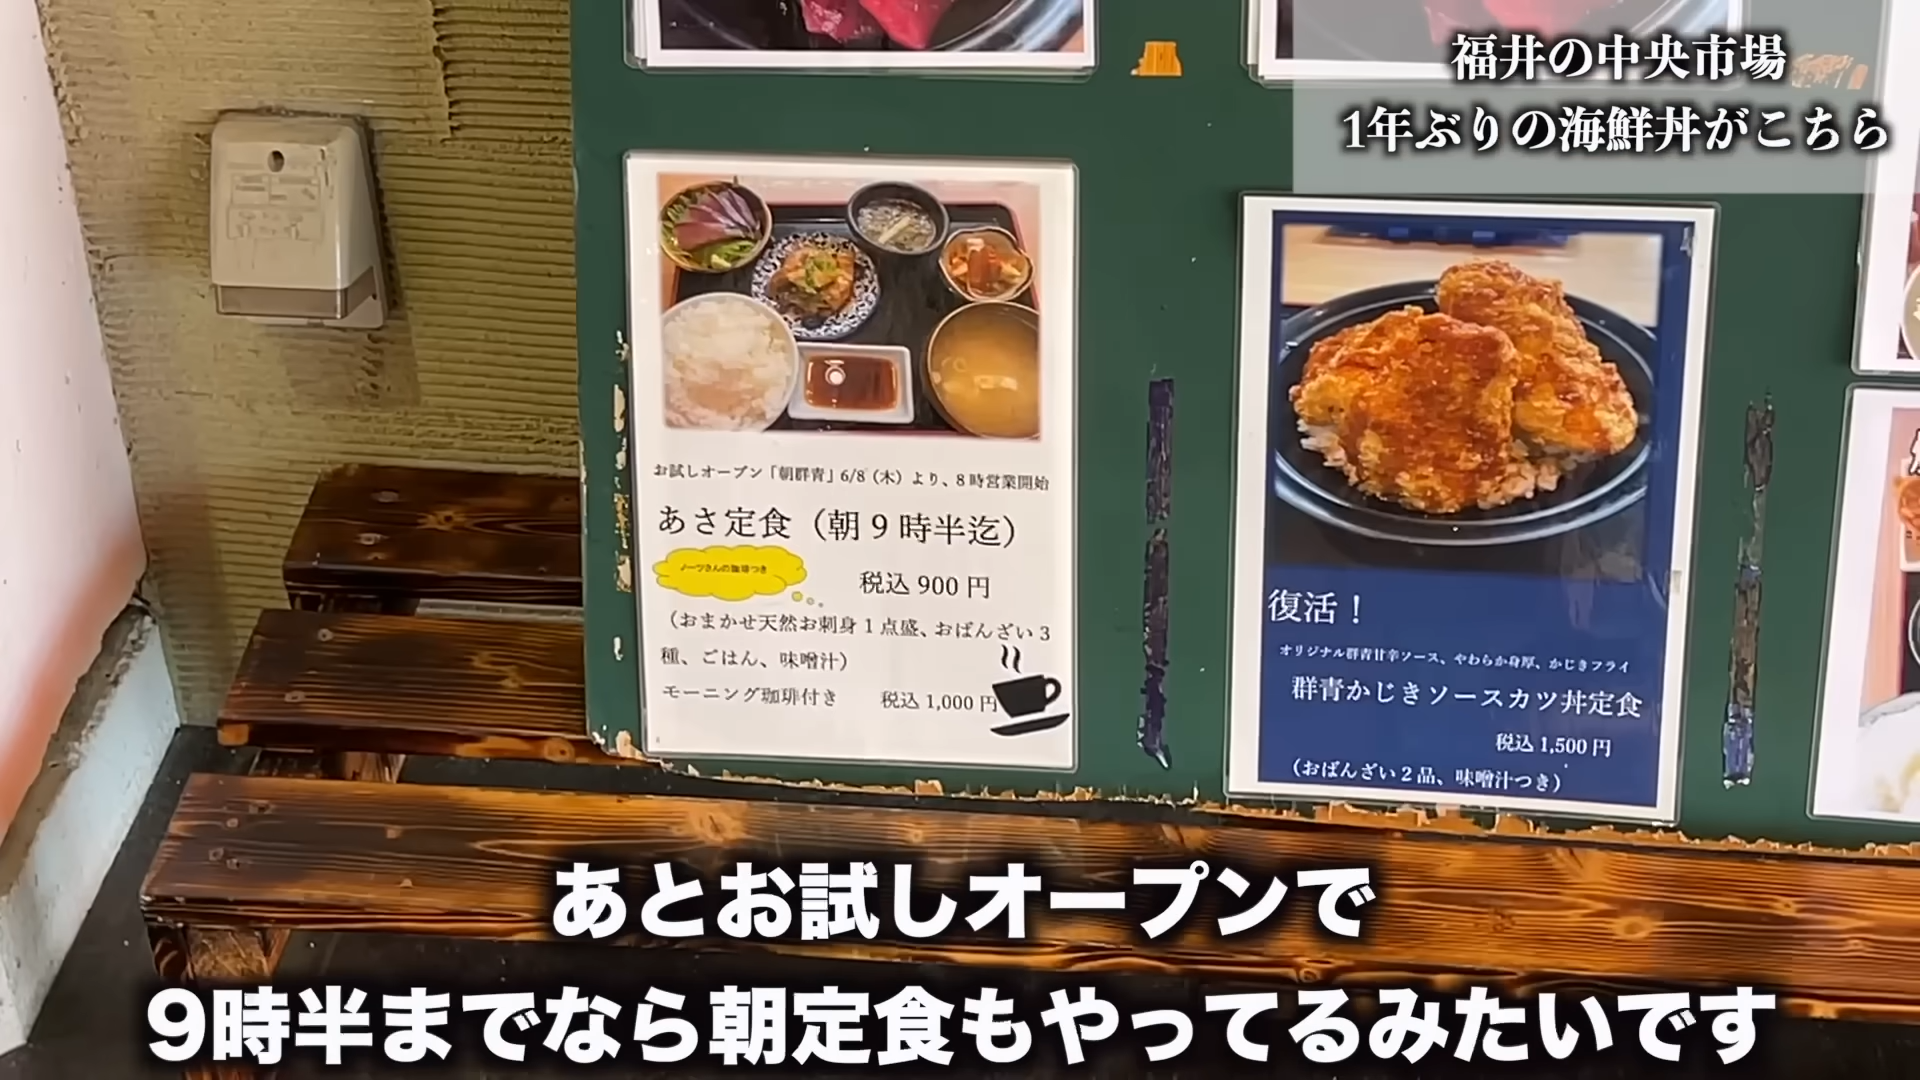 福井の中央市場
1年ぶりの海鮮丼がこちら
お試しオープン「朝群青」6/8（木）より、8時営業開始
あさ定食（朝9時半迄）
ノーツさんの珈琲つき
税込900円
（おまかせ天然お刺身1点盛、おばんざい3
種、ごはん、味噌汁）
モーニング珈琲付き 税込1,000円
復活！
オリジナル群青甘辛ソース、やわらか身厚、かじきフライ
群青かじきソースカツ丼定食
税込1,500円
（おばんざい2品、味噌汁つき）
あとお試しオープンで
9時半までなら朝定食もやってるみたいです